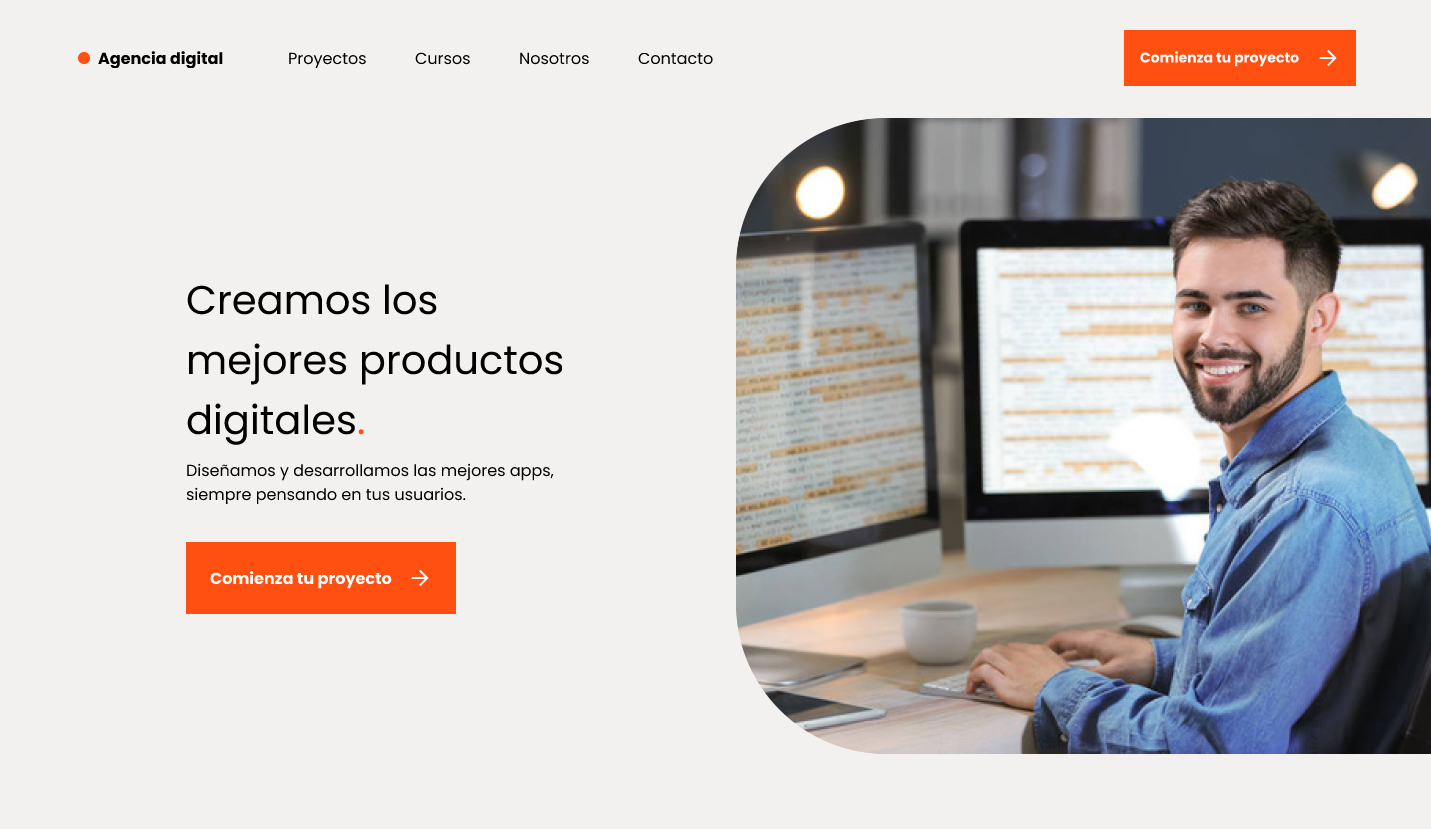 Agencia digital
Proyectos
Cursos
Nosotros
Contacto
Comienza tu proyecto
Creamos los
mejores productos
digitales.
Diseñamos y desarrollamos las mejores apps,
siempre pensando en tus usuarios.
Comienza tu proyecto